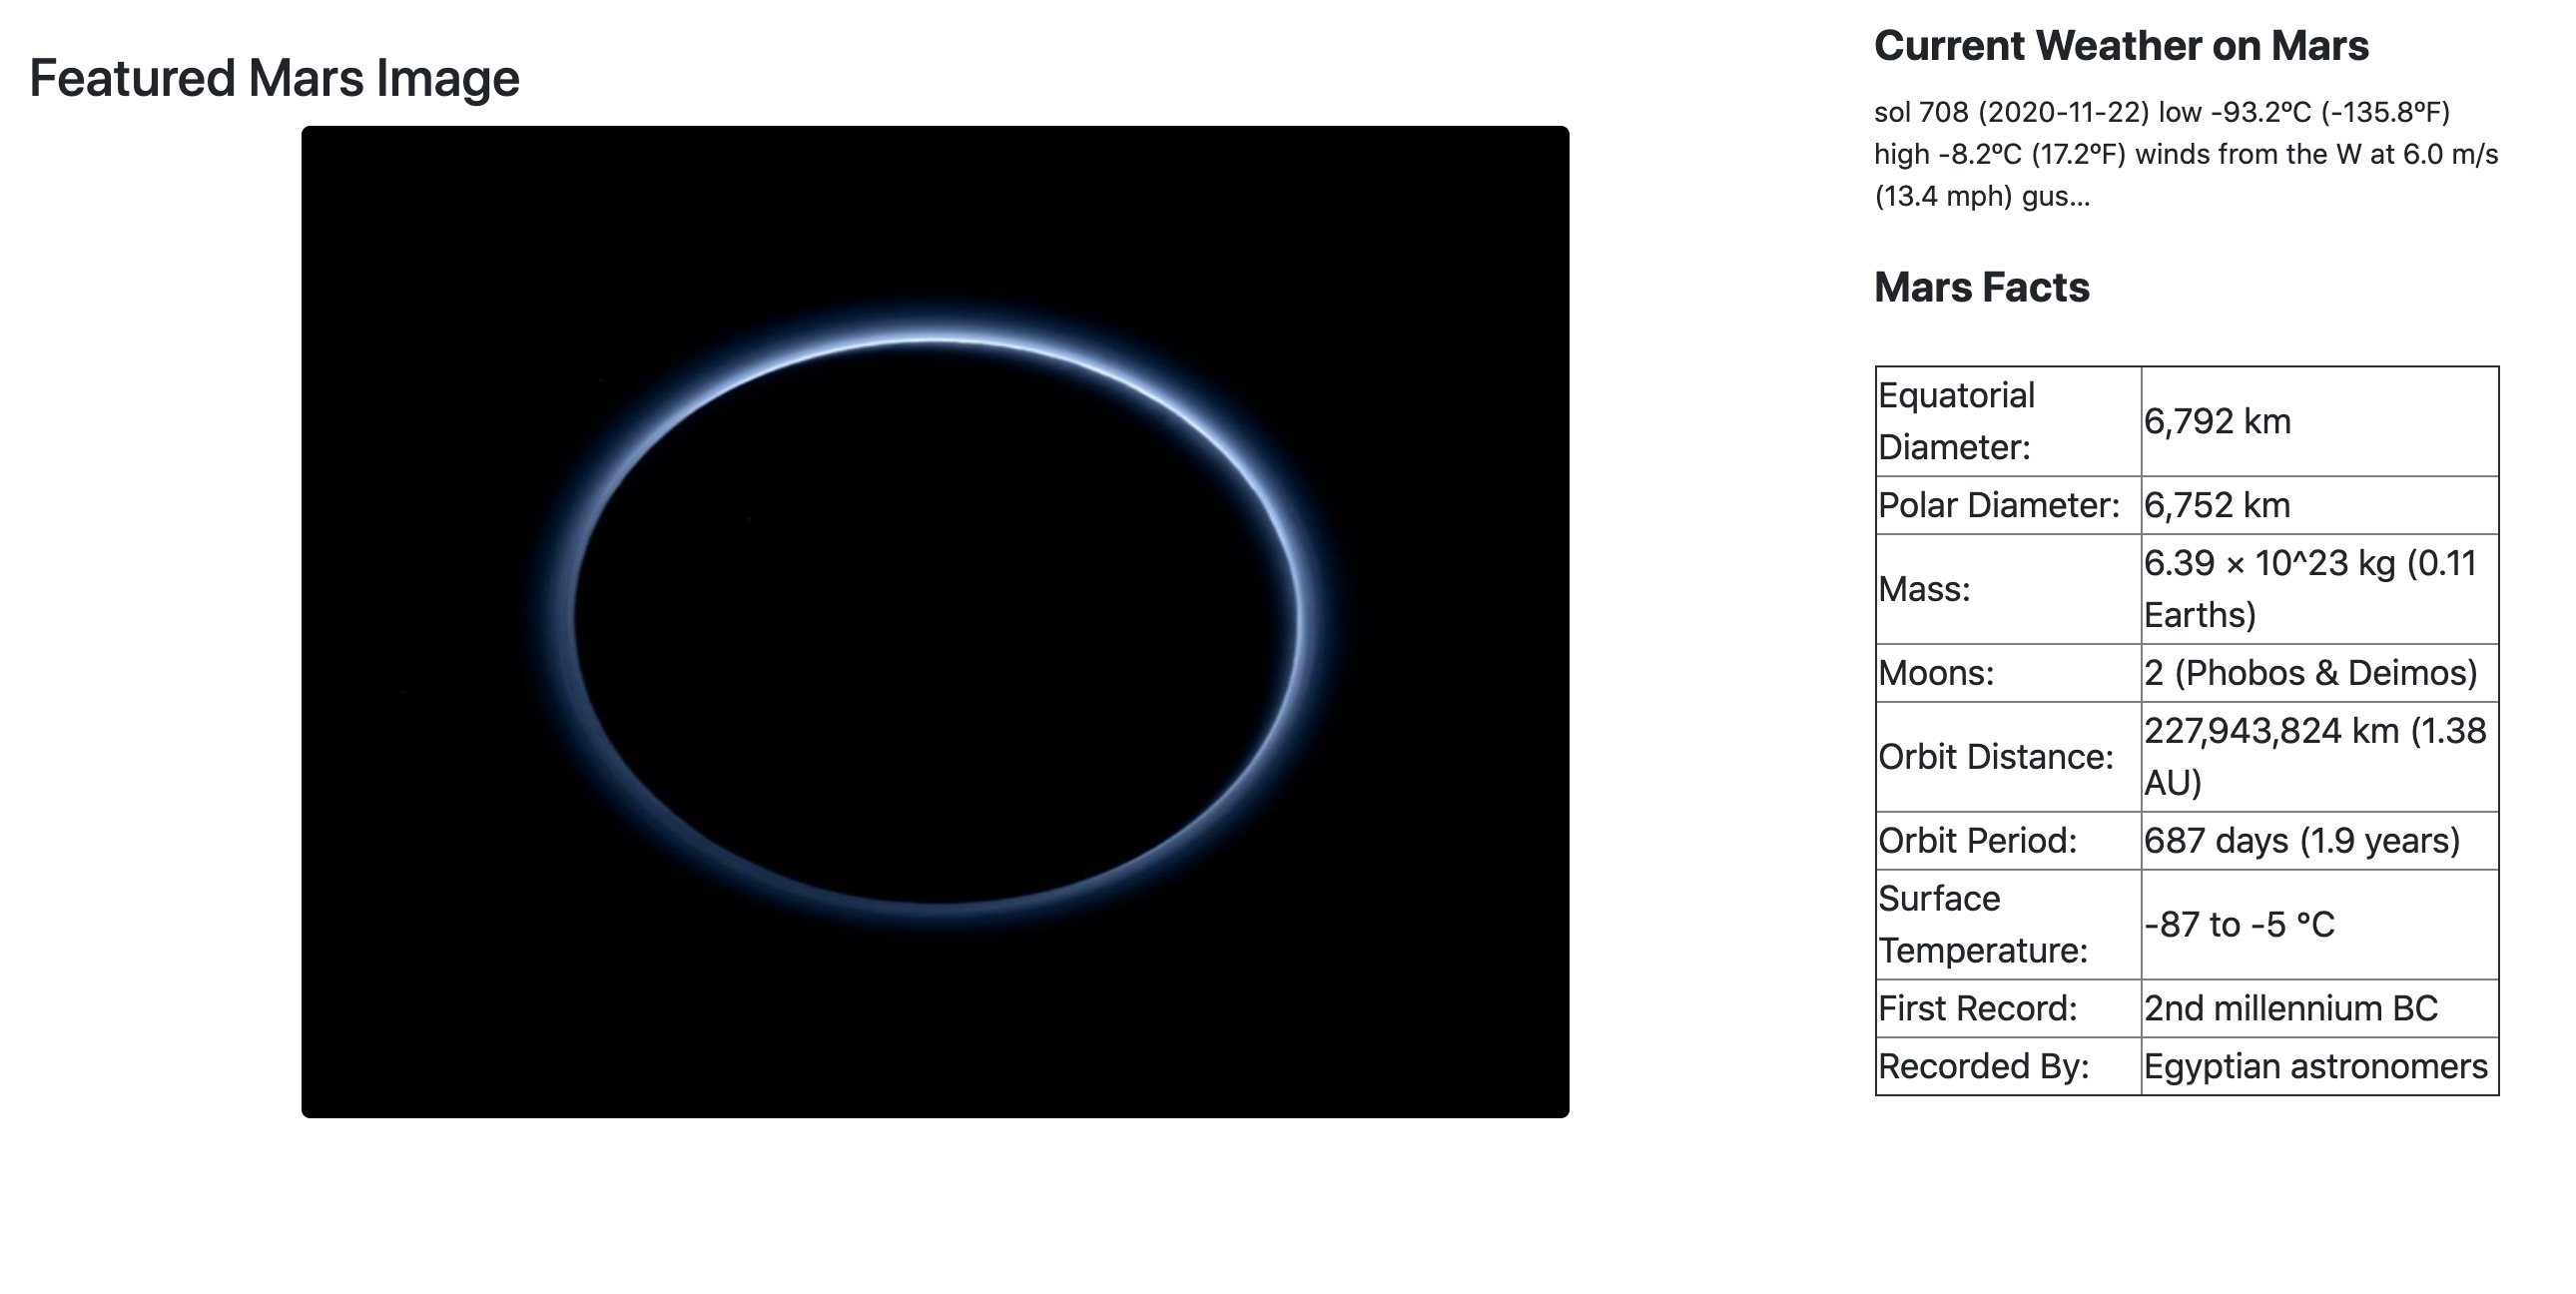 Featured Mars Image
Current Weather on Mars
sol 708 (2020-11-22) low -93.2ºC (-135.8ºF)
high -8.2ºC (17.2ºF) winds from the W at 6.0 m/s
(13.4 mph) gus...
Mars Facts
Equatorial
Diameter:
6,792 km
Polar Diameter:
6,752 km
Mass:
6.39 × 10^23 kg (0.11
Earths)
Moons:
2 (Phobos & Deimos)
Orbit Distance:
227,943,824 km (1.38
AU)
Orbit Period:
687 days (1.9 years)
Surface
Temperature:
-87 to -5 °C
First Record:
2nd millennium BC
Recorded By:
Egyptian astronomers